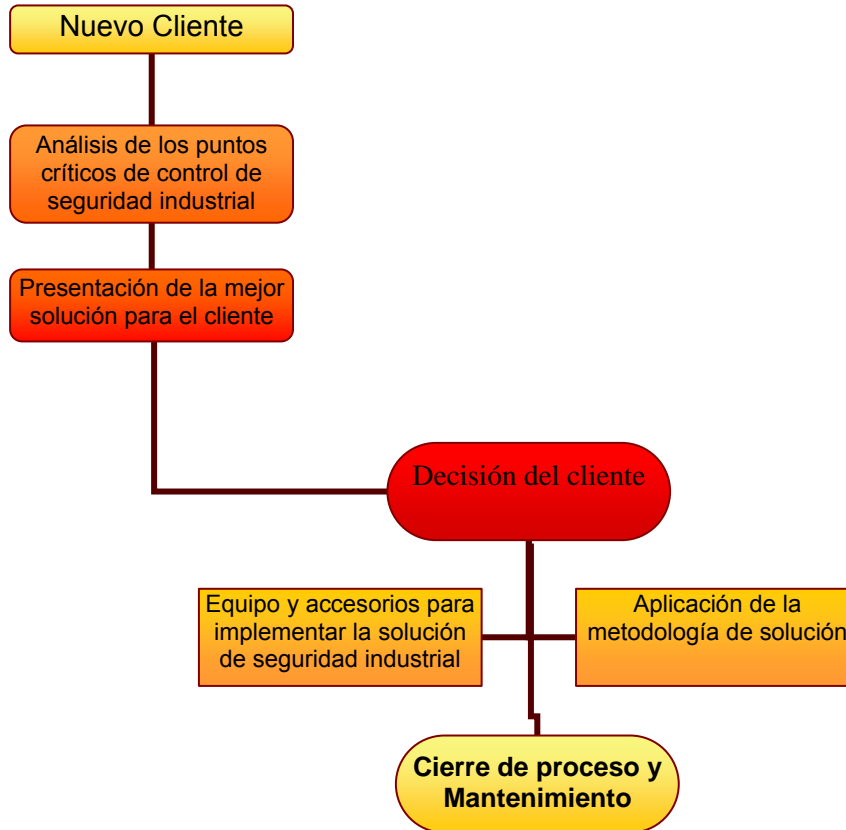 Nuevo Cliente
Análisis de los puntos
críticos de control de
seguridad industrial
Presentación de la mejor
solución para el cliente
Decisión del cliente
Equipo y accesorios para
implementar la solución
de seguridad industrial
Aplicación de la
metodología de solución
Cierre de proceso y
Mantenimiento